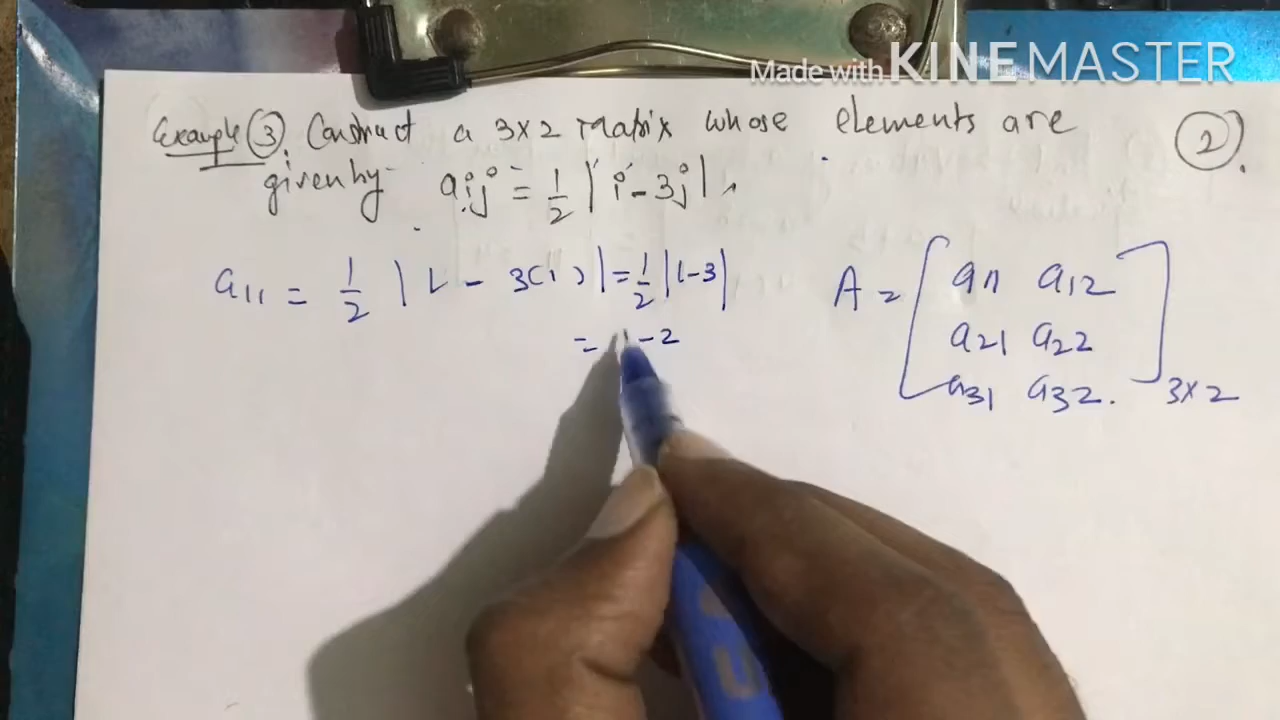 Made with KINEMASTER
Example ③. Construct a 3×2 matrix whose elements are
②.
given by aij = 1/2 | i - 3j |,
a11 = 1/2 | 1 - 3(1) | = 1/2 |1-3|
= -2
A = [ a11 a12
a21 a22
a31 a32. ] 3×2